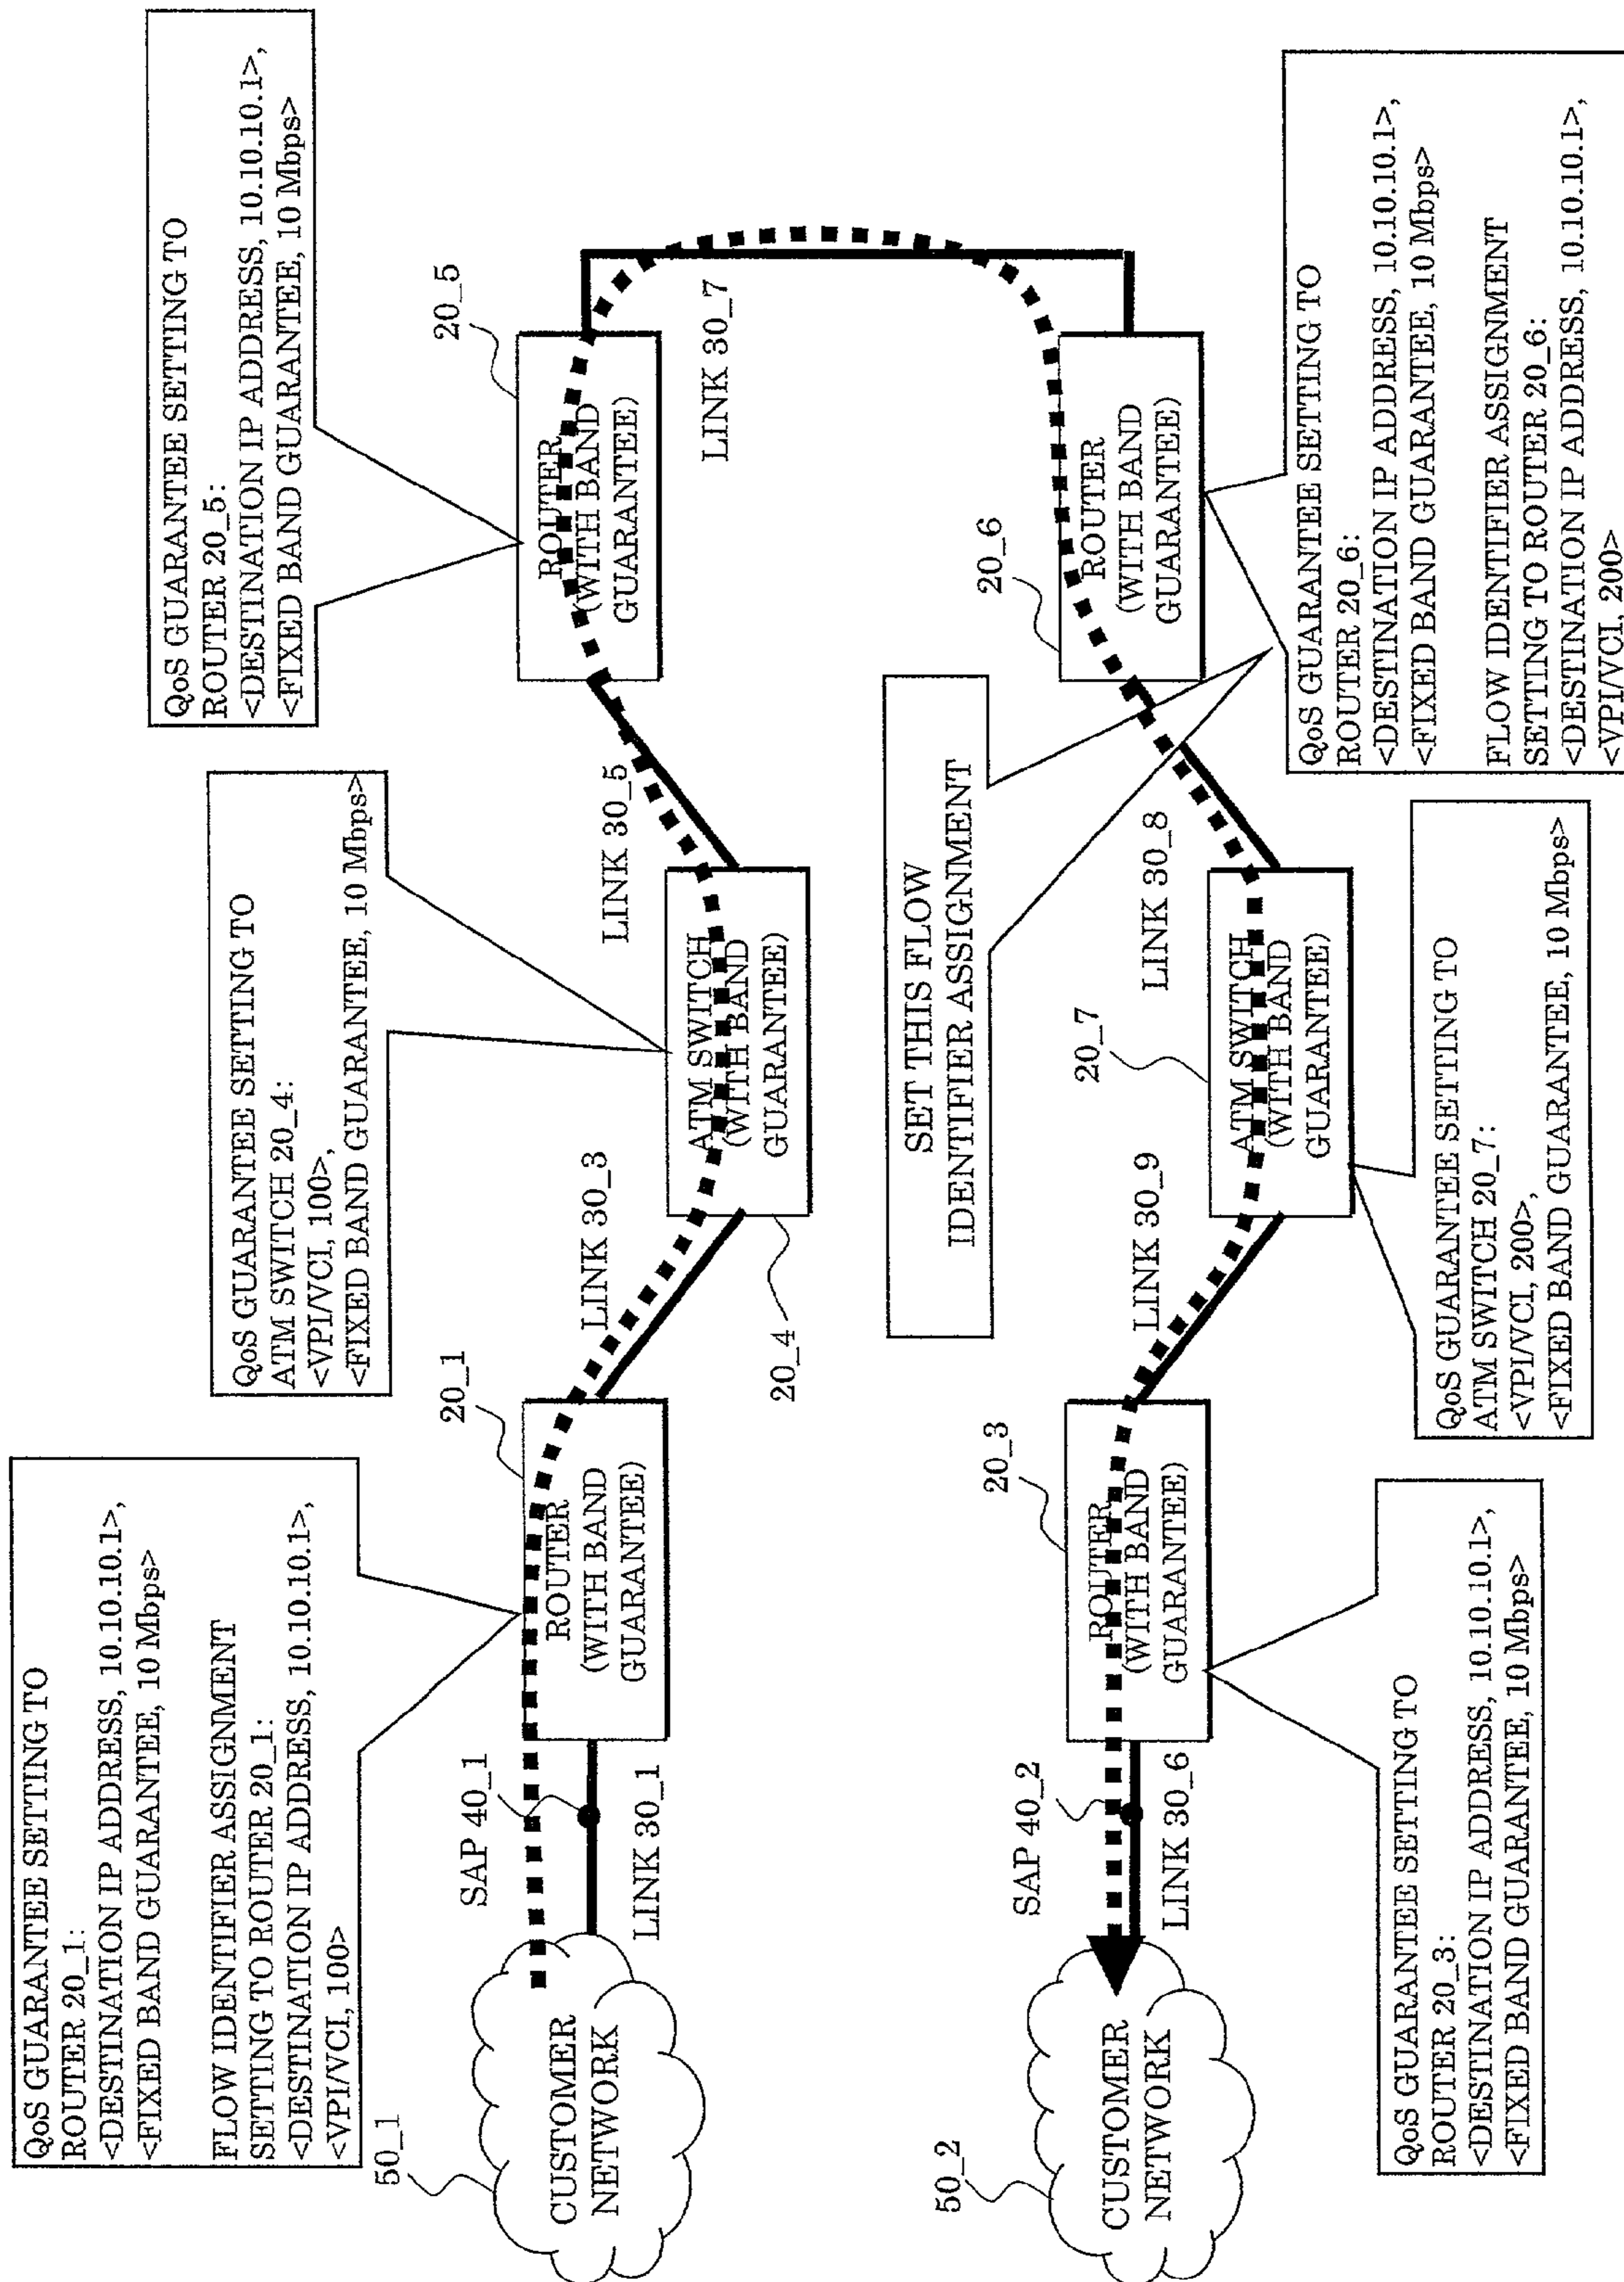 QoS GUARANTEE SETTING TO
ROUTER 20_1:
<DESTINATION IP ADDRESS, 10.10.10.1>,
<FIXED BAND GUARANTEE, 10 Mbps>
FLOW IDENTIFIER ASSIGNMENT
SETTING TO ROUTER 20_1:
<DESTINATION IP ADDRESS, 10.10.10.1>,
<VPI/VCI, 100>
QoS GUARANTEE SETTING TO
ATM SWITCH 20_4:
<VPI/VCI, 100>,
<FIXED BAND GUARANTEE, 10 Mbps>
QoS GUARANTEE SETTING TO
ROUTER 20_5:
<DESTINATION IP ADDRESS, 10.10.10.1>,
<FIXED BAND GUARANTEE, 10 Mbps>
50_1
CUSTOMER
NETWORK
SAP 40_1
LINK 30_1
20_1
ROUTER
(WITH BAND
GUARANTEE)
LINK 30_3
20_4
ATM SWITCH
(WITH BAND
GUARANTEE)
LINK 30_5
20_5
ROUTER
(WITH BAND
GUARANTEE)
LINK 30_7
SET THIS FLOW
IDENTIFIER ASSIGNMENT
50_2
CUSTOMER
NETWORK
SAP 40_2
LINK 30_6
20_3
ROUTER
(WITH BAND
GUARANTEE)
LINK 30_9
20_7
ATM SWITCH
(WITH BAND
GUARANTEE)
LINK 30_8
20_6
ROUTER
(WITH BAND
GUARANTEE)
QoS GUARANTEE SETTING TO
ROUTER 20_3:
<DESTINATION IP ADDRESS, 10.10.10.1>,
<FIXED BAND GUARANTEE, 10 Mbps>
QoS GUARANTEE SETTING TO
ATM SWITCH 20_7:
<VPI/VCI, 200>,
<FIXED BAND GUARANTEE, 10 Mbps>
QoS GUARANTEE SETTING TO
ROUTER 20_6:
<DESTINATION IP ADDRESS, 10.10.10.1>,
<FIXED BAND GUARANTEE, 10 Mbps>
FLOW IDENTIFIER ASSIGNMENT
SETTING TO ROUTER 20_6:
<DESTINATION IP ADDRESS, 10.10.10.1>,
<VPI/VCI, 200>